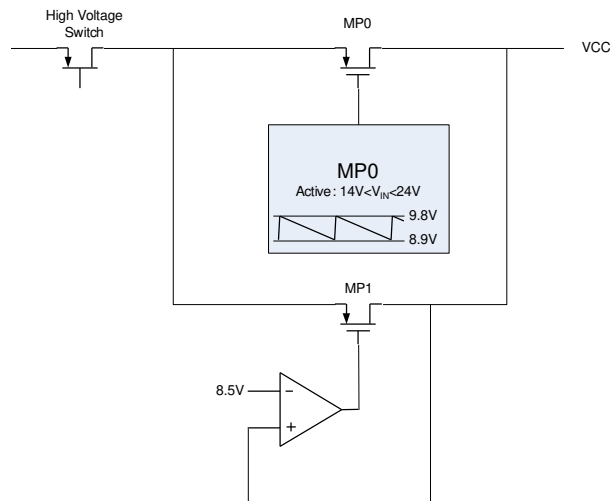 High Voltage
Switch
MP0
VCC
MP0
Active: 14V<VIN<24V
9.8V
8.9V
MP1
8.5V
−
+